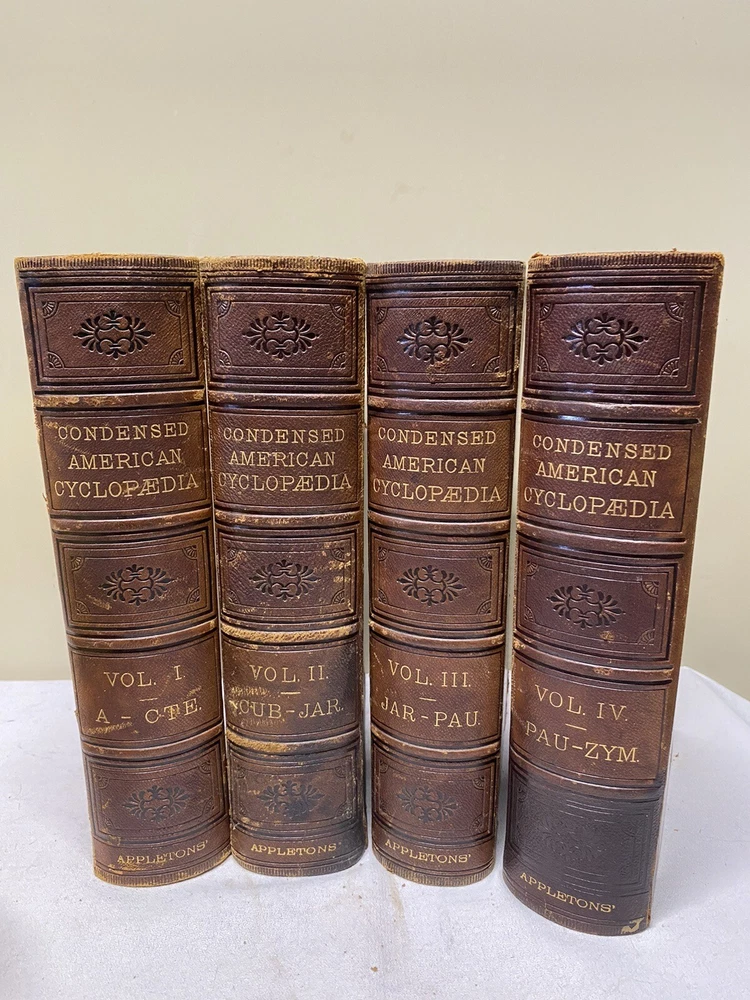 CONDENSED
AMERICAN
CYCLOPÆDIA
VOL. I.
A - CTE.
APPLETONS'
CONDENSED
AMERICAN
CYCLOPÆDIA
VOL. II.
CUB-JAR.
APPLETONS'
CONDENSED
AMERICAN
CYCLOPÆDIA
VOL. III.
JAR-PAU.
APPLETONS'
CONDENSED
AMERICAN
CYCLOPÆDIA
VOL. IV.
PAU-ZYM.
APPLETONS'